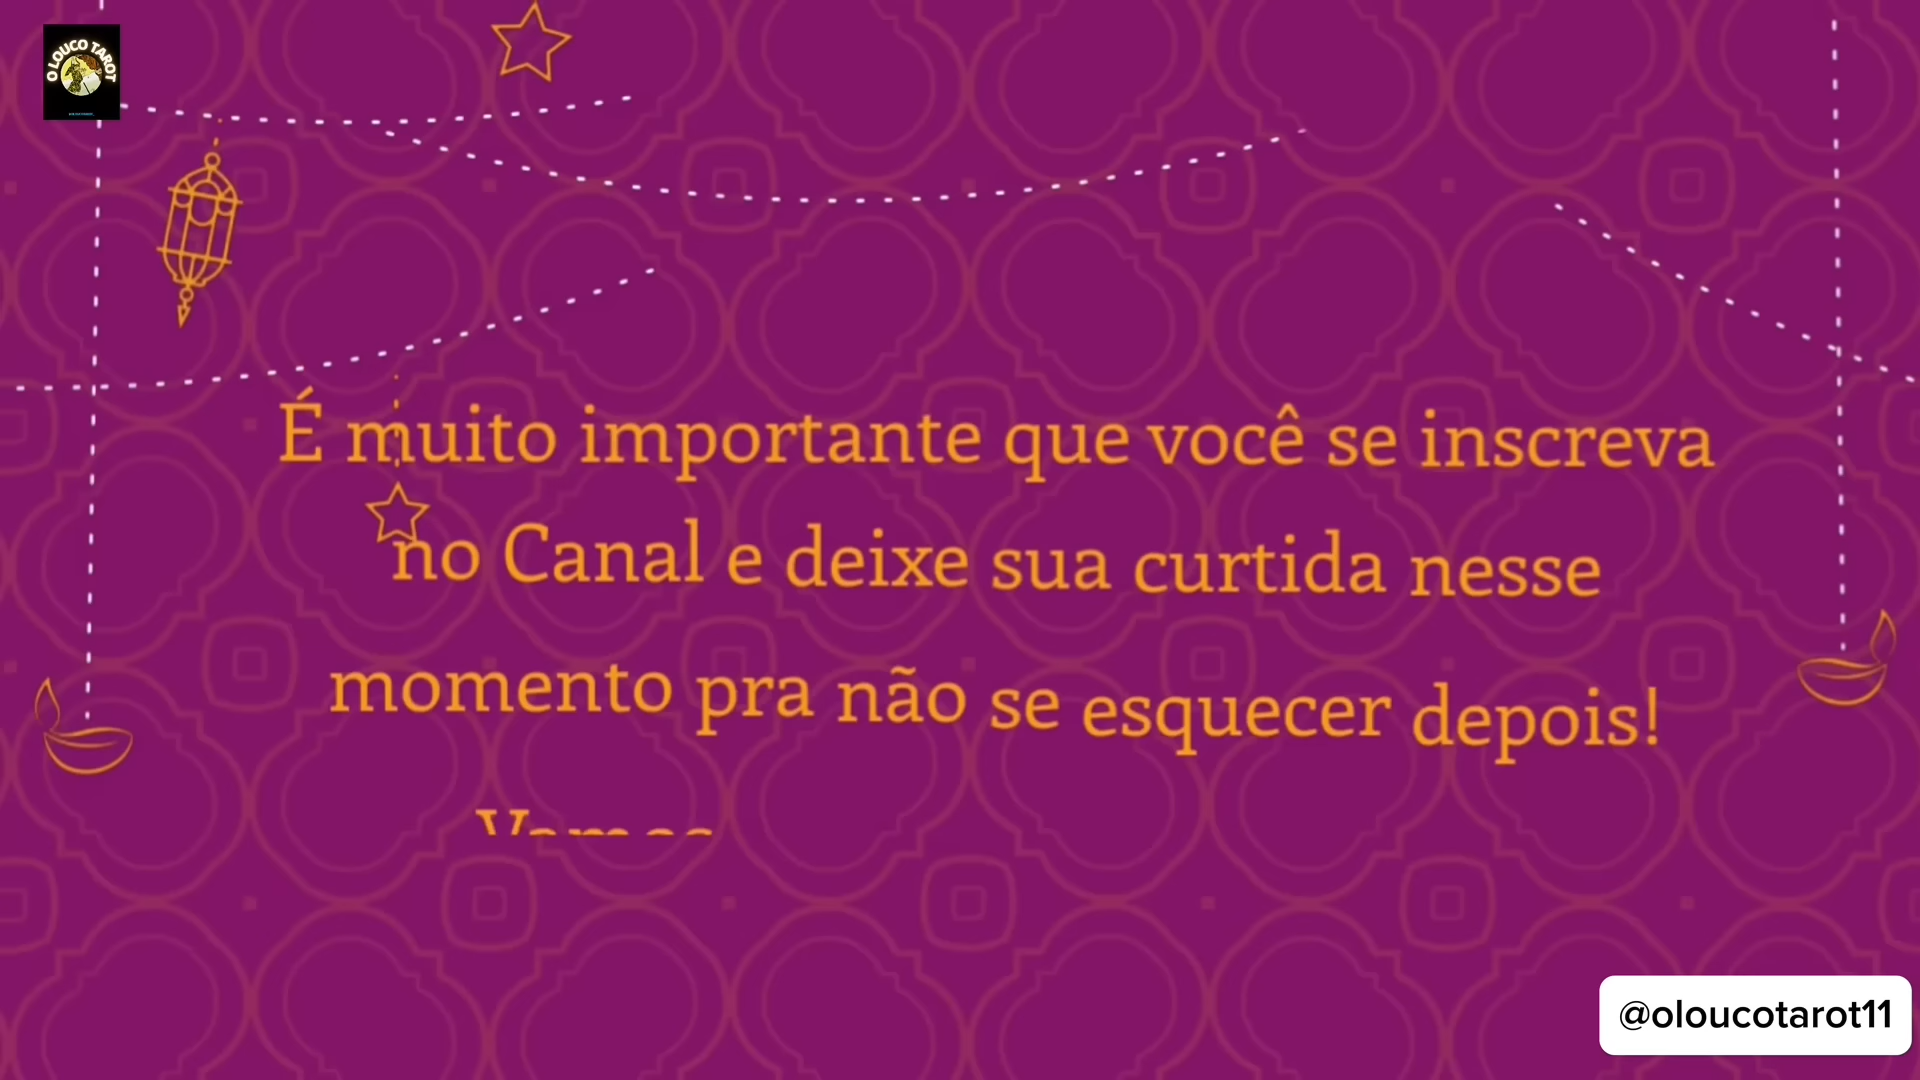 O LOUCO TAROT
É muito importante que você se inscreva
no Canal e deixe sua curtida nesse
momento pra não se esquecer depois!
Vamos
@oloucotarot11